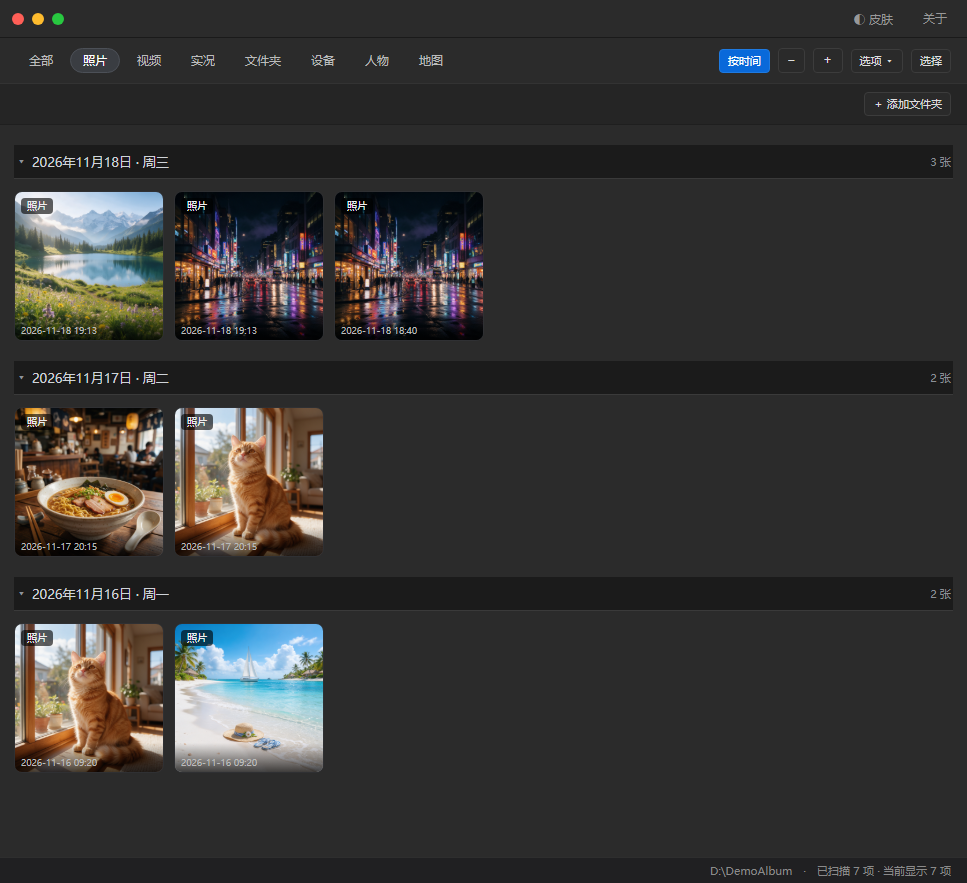 皮肤 关于
全部 照片 视频 实况 文件夹 设备 人物 地图 按时间 − + 选项 选择
+ 添加文件夹
2026年11月18日 · 周三 3 张
照片 照片 照片
2026-11-18 19:13 2026-11-18 19:13 2026-11-18 18:40
2026年11月17日 · 周二 2 张
照片 照片
2026-11-17 20:15 2026-11-17 20:15
2026年11月16日 · 周一 2 张
照片 照片
2026-11-16 09:20 2026-11-16 09:20
D:\DemoAlbum · 已扫描 7 项 · 当前显示 7 项